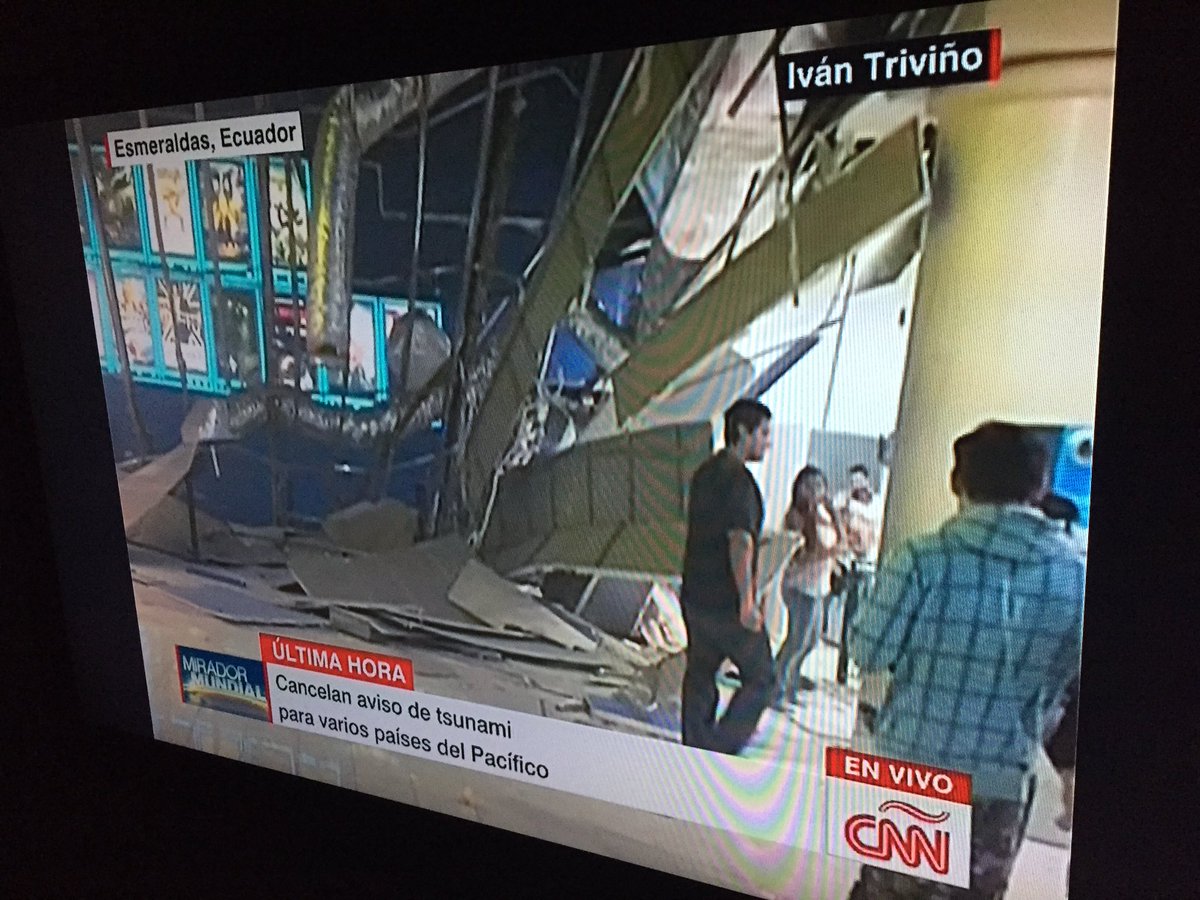 Iván Triviño
Esmeraldas, Ecuador
MIRADOR
MUNDIAL
ÚLTIMA HORA
Cancelan aviso de tsunami
para varios países del Pacífico
EN VIVO
CNN